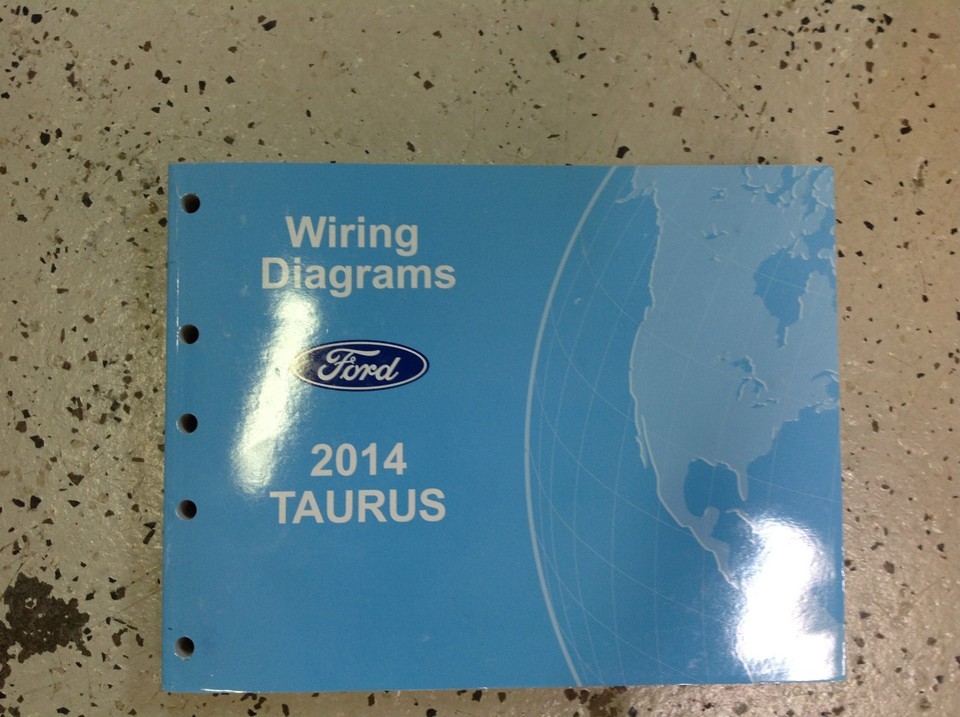 Wiring
Diagrams
Ford
2014
TAURUS